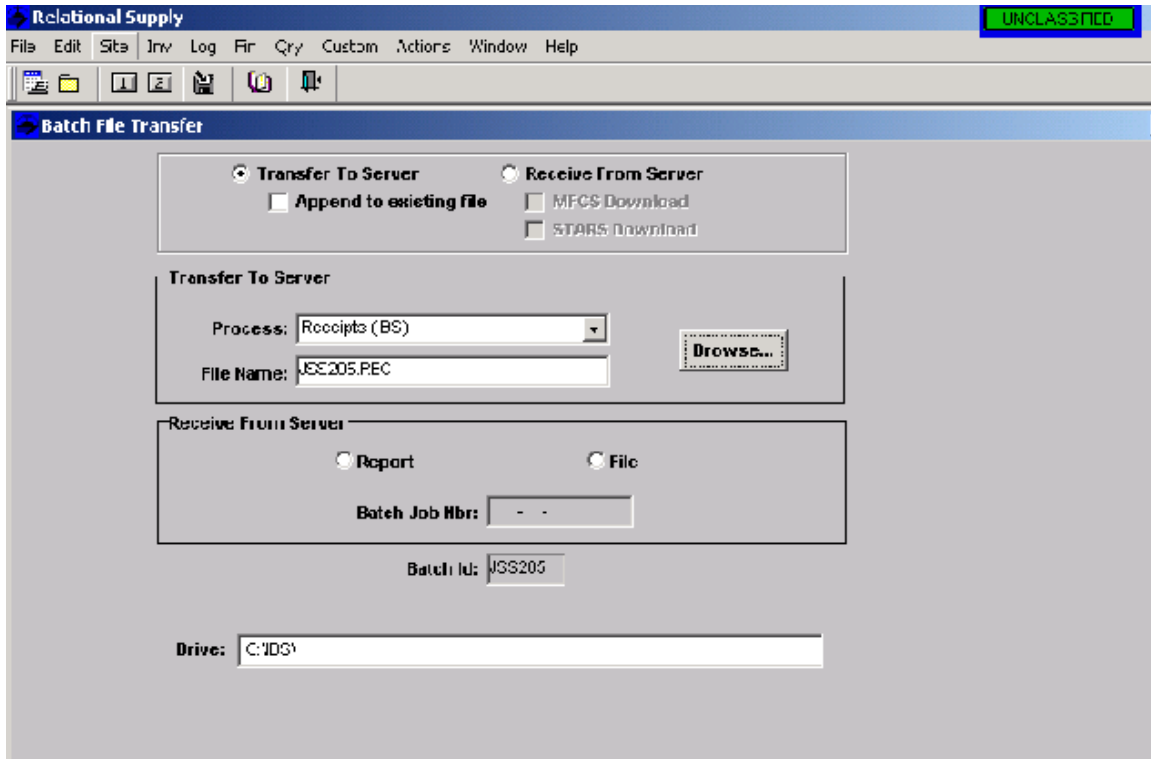 Relational Supply
UNCLASSIFIED
File Edit Site Inv Log Fin Qry Custom Actions Window Help
1 2
Batch File Transfer
Transfer To Server Receive From Server
Append to existing file MFCS Download
STARS Download
Transfer To Server
Process: Receipts (BS)
Browse...
File Name: JSS205.REC
Receive From Server
Report File
Batch Job Nbr: - -
Batch Id: JSS205
Drive: